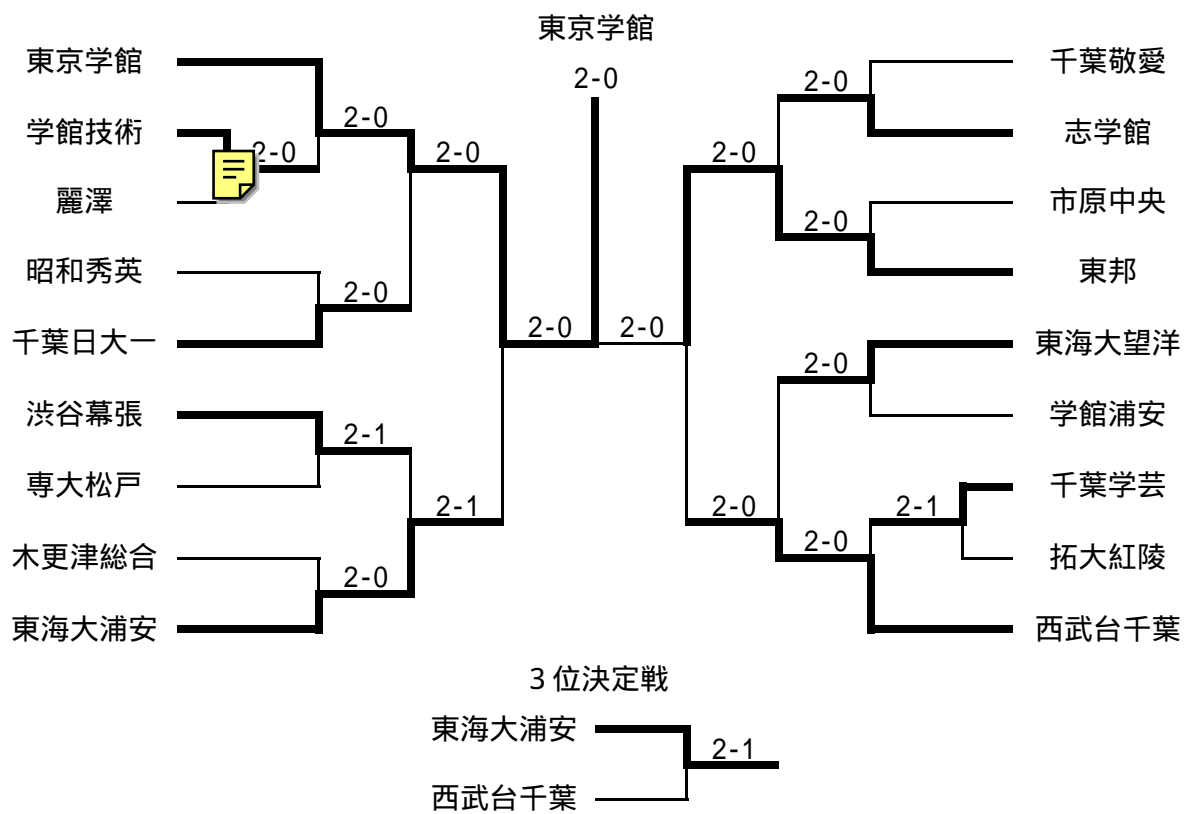 東京学館
2-0
東京学館
学館技術
麗澤
昭和秀英
千葉日大一
渋谷幕張
専大松戸
木更津総合
東海大浦安
2-0
2-0
2-0
2-1
2-0
2-0
2-1
2-0
2-0
2-0
2-0
2-0
2-0
2-0
2-0
2-1
千葉敬愛
志学館
市原中央
東邦
東海大望洋
学館浦安
千葉学芸
拓大紅陵
西武台千葉
3位決定戦
東海大浦安
2-1
西武台千葉